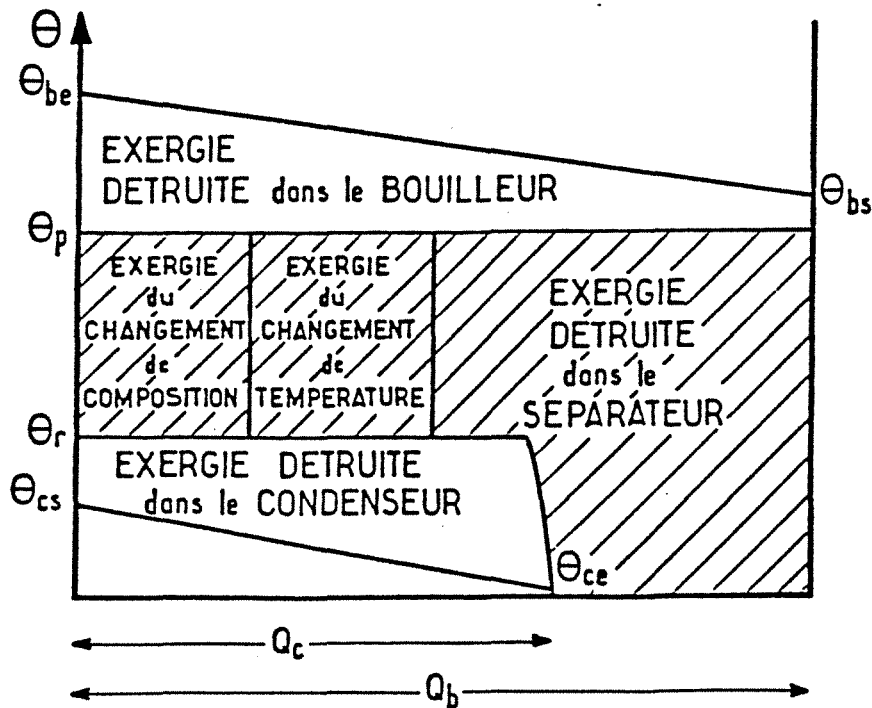 Θ
Θbe
EXERGIE
DETRUITE dans le BOUILLEUR
Θbs
Θp
EXERGIE
du
CHANGEMENT
de
COMPOSITION
EXERGIE
du
CHANGEMENT
de
TEMPERATURE
EXERGIE
DETRUITE
dans le
SEPARATEUR
Θr
EXERGIE DETRUITE
dans le CONDENSEUR
Θcs
Θce
Qc
Qb